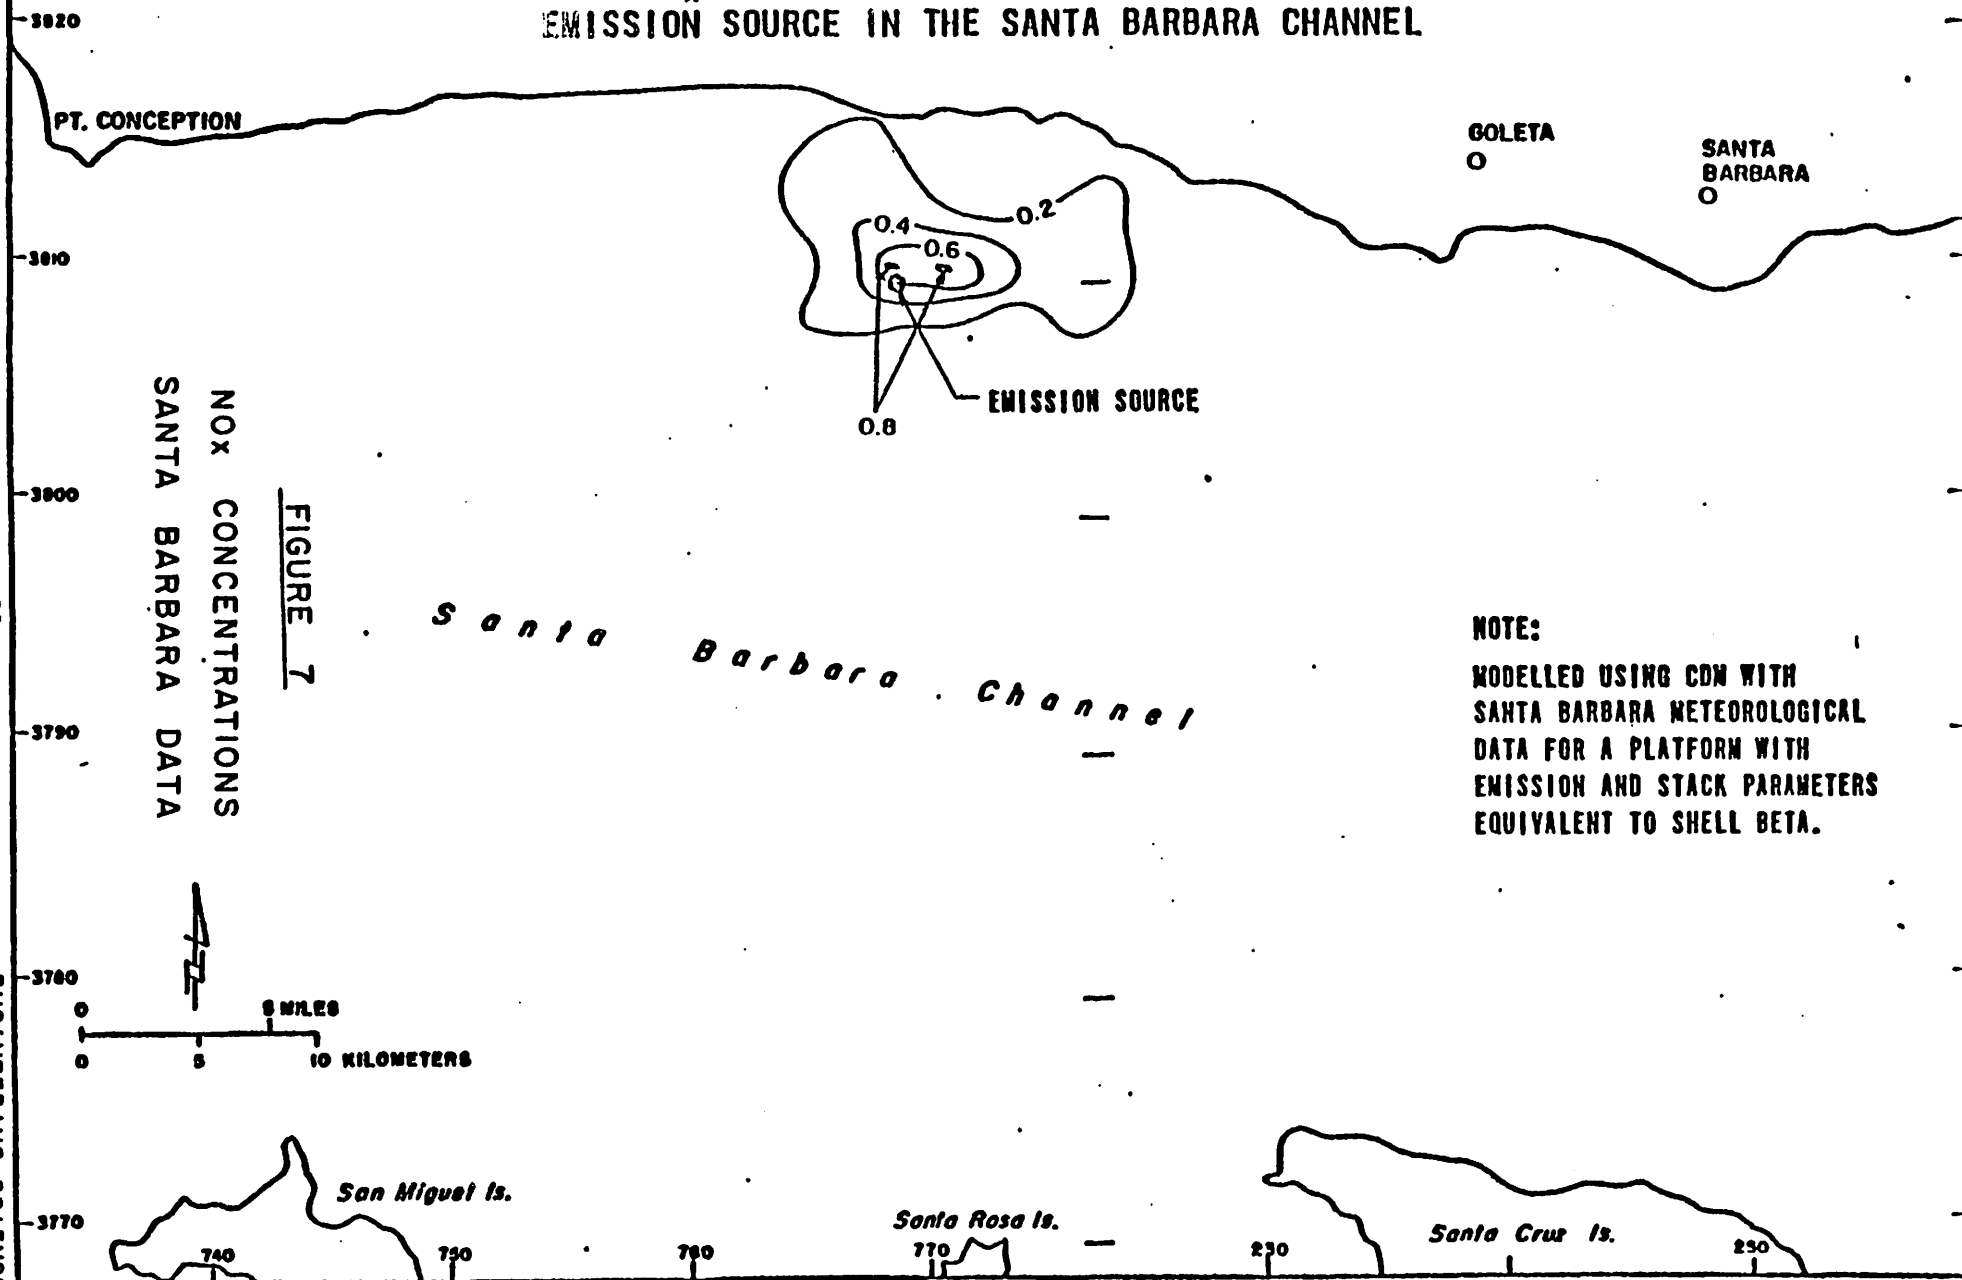 EMISSION SOURCE IN THE SANTA BARBARA CHANNEL
3820
PT. CONCEPTION
GOLETA
SANTA
BARBARA
0.2
0.4
0.6
3810
EMISSION SOURCE
0.8
3800
FIGURE 7
NOx CONCENTRATIONS
SANTA BARBARA DATA
Santa Barbara Channel
NOTE:
MODELLED USING CDM WITH
SANTA BARBARA METEOROLOGICAL
DATA FOR A PLATFORM WITH
EMISSION AND STACK PARAMETERS
EQUIVALENT TO SHELL BETA.
3790
3780
0 5 MILES
0 5 10 KILOMETERS
San Miguel Is.
Santa Rosa Is.
Santa Cruz Is.
3770
740 750 760 770 230 250